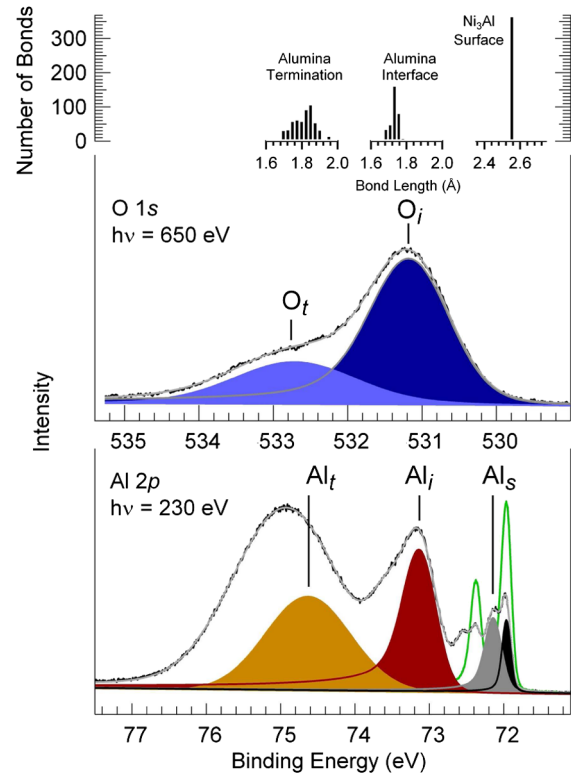 Number of Bonds
300
200
100
0
Alumina
Termination
Alumina
Interface
Ni₃Al
Surface
1.6 1.8 2.0
1.6 1.8 2.0
2.4 2.6
Bond Length (Å)
O 1s
hν = 650 eV
Oₜ
Oᵢ
535 534 533 532 531 530
Intensity
Al 2p
hν = 230 eV
Alₜ
Alᵢ
Alₛ
77 76 75 74 73 72
Binding Energy (eV)